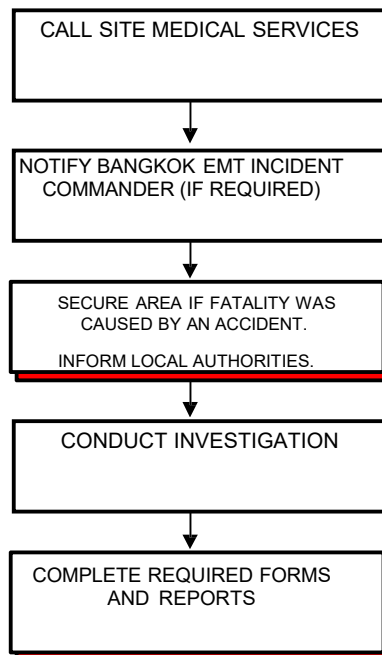 CALL SITE MEDICAL SERVICES
NOTIFY BANGKOK EMT INCIDENT
COMMANDER (IF REQUIRED)
SECURE AREA IF FATALITY WAS
CAUSED BY AN ACCIDENT.
INFORM LOCAL AUTHORITIES.
CONDUCT INVESTIGATION
COMPLETE REQUIRED FORMS
AND REPORTS